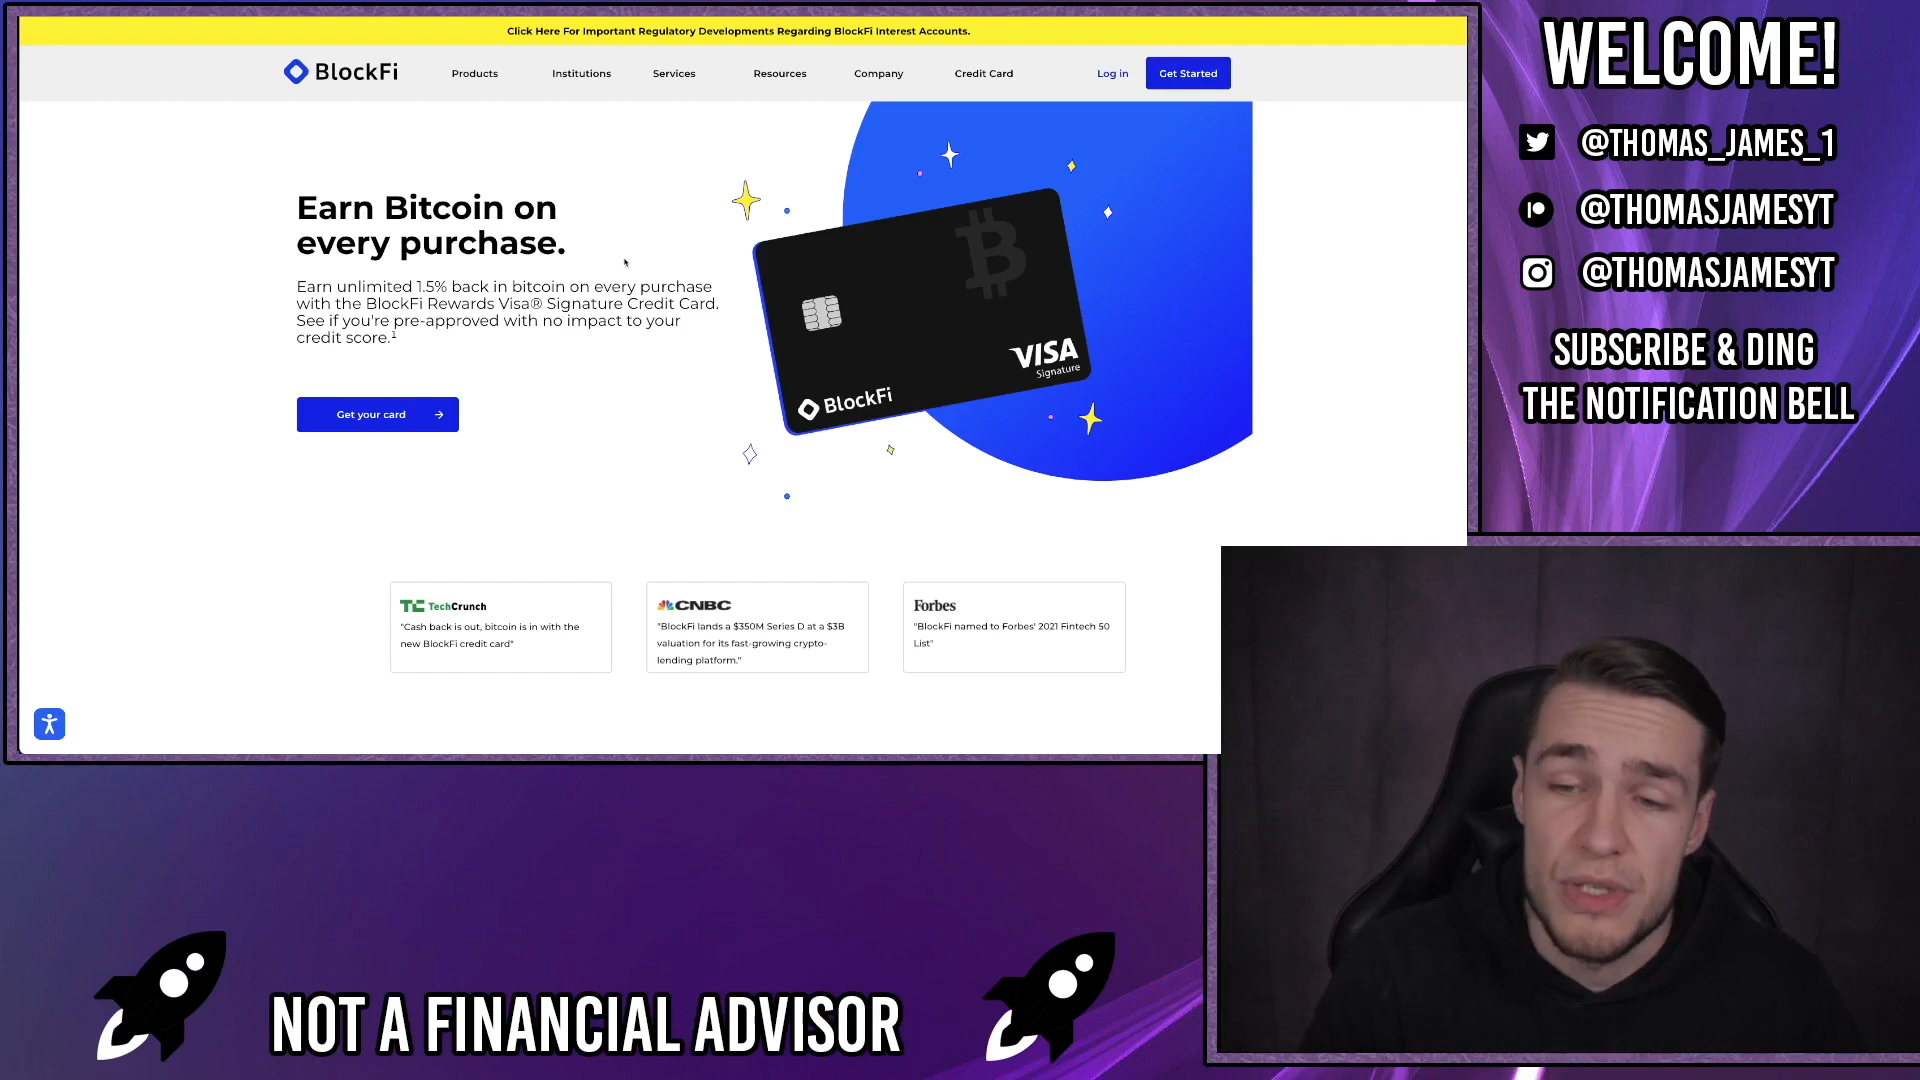 Click Here For Important Regulatory Developments Regarding BlockFi Interest Accounts.
BlockFi
Products
Institutions
Services
Resources
Company
Credit Card
Log in
Get Started
Earn Bitcoin on
every purchase.
Earn unlimited 1.5% back in bitcoin on every purchase
with the BlockFi Rewards Visa® Signature Credit Card.
See if you're pre-approved with no impact to your
credit score.¹
Get your card
VISA
Signature
BlockFi
TC TechCrunch
"Cash back is out, bitcoin is in with the
new BlockFi credit card"
CNBC
"BlockFi lands a $350M Series D at a $3B
valuation for its fast-growing crypto-
lending platform."
Forbes
"BlockFi named to Forbes' 2021 Fintech 50
List"
WELCOME!
@THOMAS_JAMES_1
@THOMASJAMESYT
@THOMASJAMESYT
SUBSCRIBE & DING
THE NOTIFICATION BELL
NOT A FINANCIAL ADVISOR